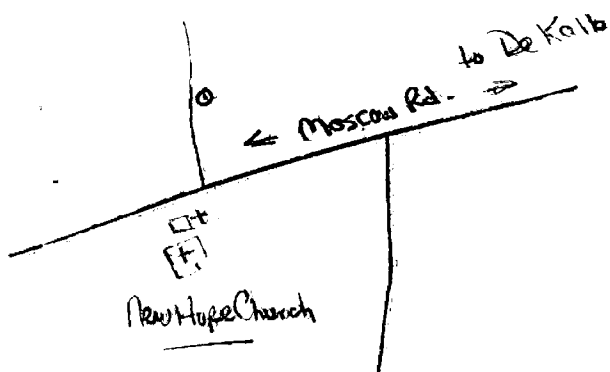 to DeKalb
← Moscow Rd. →
New Hope Church